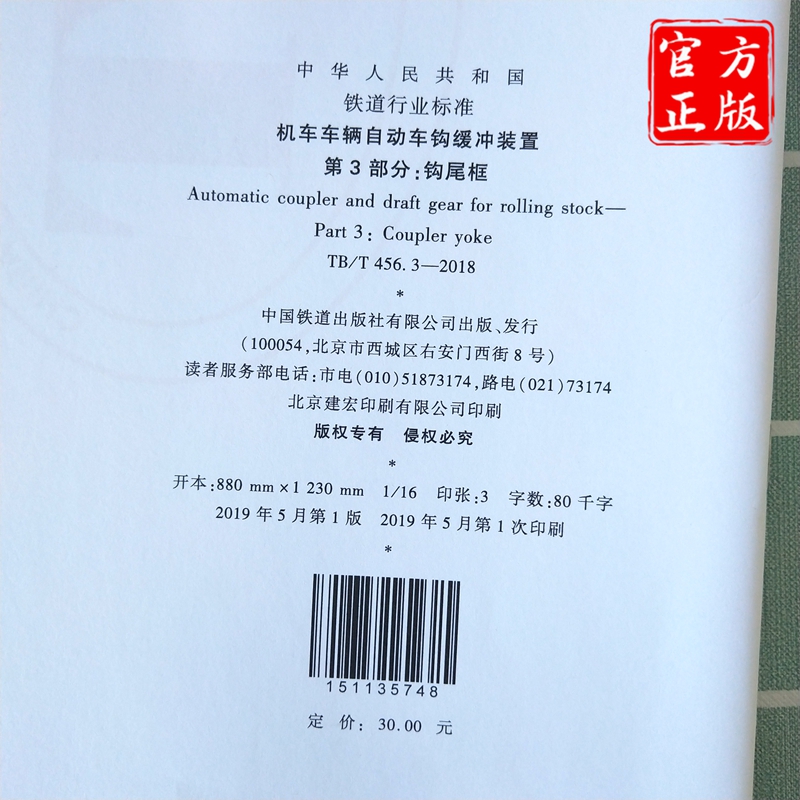 官方
正版
中华人民共和国
铁道行业标准
机车车辆自动车钩缓冲装置
第3部分：钩尾框
Automatic coupler and draft gear for rolling stock—
Part 3: Coupler yoke
TB/T 456.3—2018
*
中国铁道出版社有限公司出版、发行
(100054,北京市西城区右安门西街8号)
读者服务部电话:市电(010)51873174,路电(021)73174
北京建宏印刷有限公司印刷
版权专有 侵权必究
*
开本:880 mm×1 230 mm 1/16 印张:3 字数:80千字
2019年5月第1版 2019年5月第1次印刷
*
151135748
定 价: 30.00 元